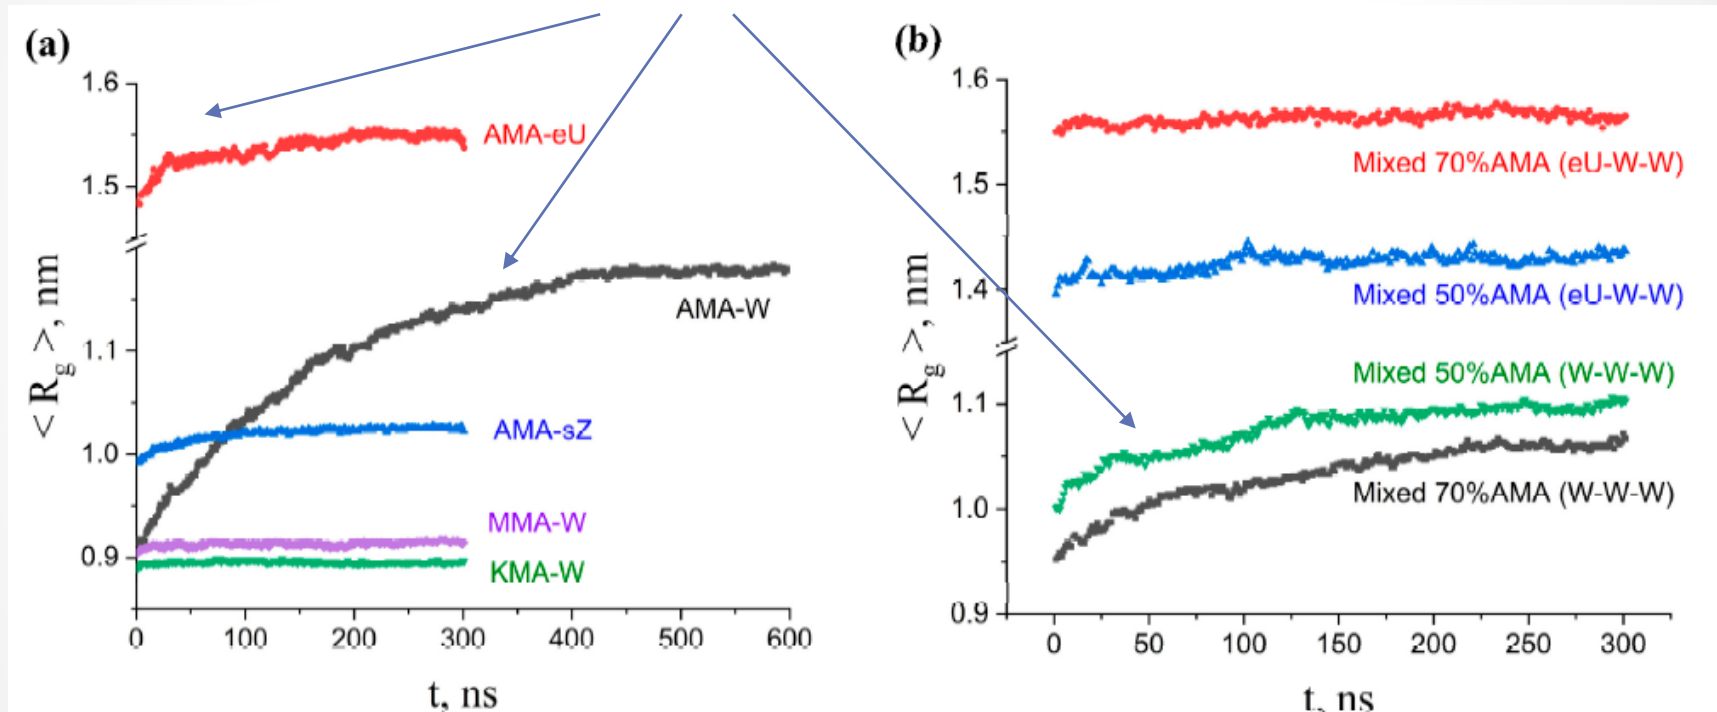 (a)
1.6
1.5
1.1
1.0
0.9
< Rg >, nm
AMA-eU
AMA-W
AMA-sZ
MMA-W
KMA-W
0 100 200 300 400 500 600
t, ns
(b)
1.6
1.5
1.4
1.1
1.0
0.9
< Rg >, nm
Mixed 70%AMA (eU-W-W)
Mixed 50%AMA (eU-W-W)
Mixed 50%AMA (W-W-W)
Mixed 70%AMA (W-W-W)
0 50 100 150 200 250 300
t, ns